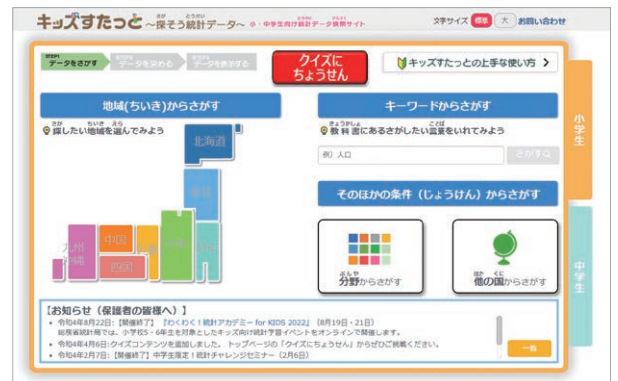 キッズすたっと ～探そう統計データ～ 小・中学生向け統計データ検索サイト
文字サイズ 標準 大 お問い合わせ
STEP1 データをさがす
データを決める
データを表示する
クイズに
ちょうせん
キッズすたっとの上手な使い方
地域(ちいき)からさがす
探したい地域を選んでみよう
北海道
中国
四国
九州
沖縄
キーワードからさがす
教科書にあるさがしたい言葉をいれてみよう
例）人口
さがす
そのほかの条件（じょうけん）からさがす
分野からさがす
他の国からさがす
小学生
中学生
【お知らせ（保護者の皆様へ）】
令和4年8月22日:【開催終了】『わくわく！統計アカデミー for KIDS 2022』（8月19日・21日）
総務省統計局では、小学校5・6年生を対象としたキッズ向け統計学習イベントをオンラインで開催します。
令和4年4月6日:クイズコンテンツを追加しました。 トップページの「クイズにちょうせん」からぜひご挑戦ください。
令和4年2月7日:【開催終了】中学生限定！統計チャレンジセミナー（2月6日）
一覧